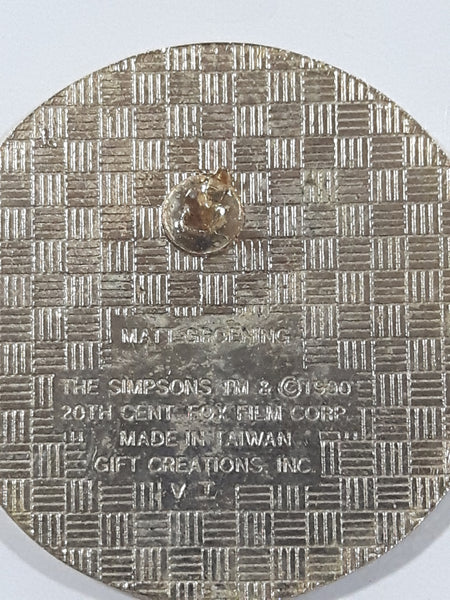 MATT GROENING
THE SIMPSONS TM & ©1990
20TH CENT. FOX FILM CORP.
MADE IN TAIWAN
GIFT CREATIONS, INC.
V T